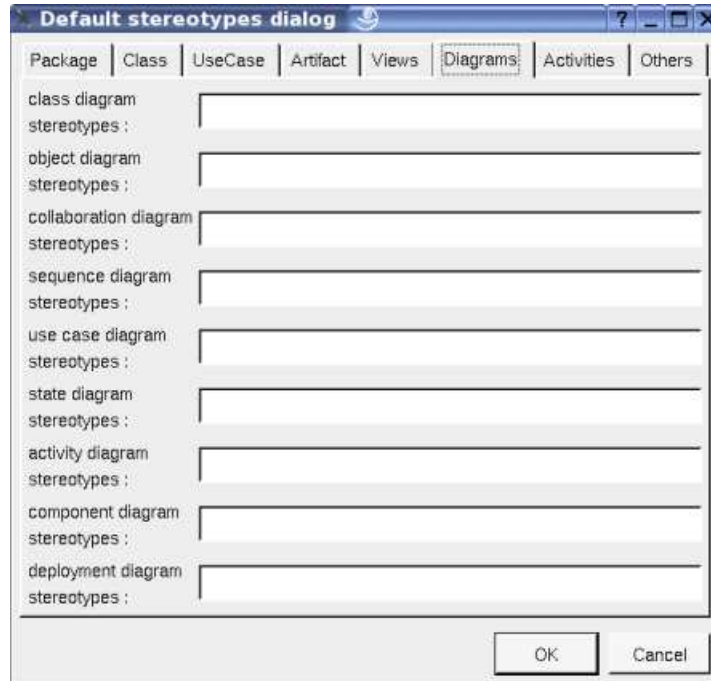 Default stereotypes dialog ? _ X
Package Class UseCase Artifact Views Diagrams Activities Others
class diagram
stereotypes :
object diagram
stereotypes :
collaboration diagram
stereotypes :
sequence diagram
stereotypes :
use case diagram
stereotypes :
state diagram
stereotypes :
activity diagram
stereotypes :
component diagram
stereotypes :
deployment diagram
stereotypes :
OK Cancel